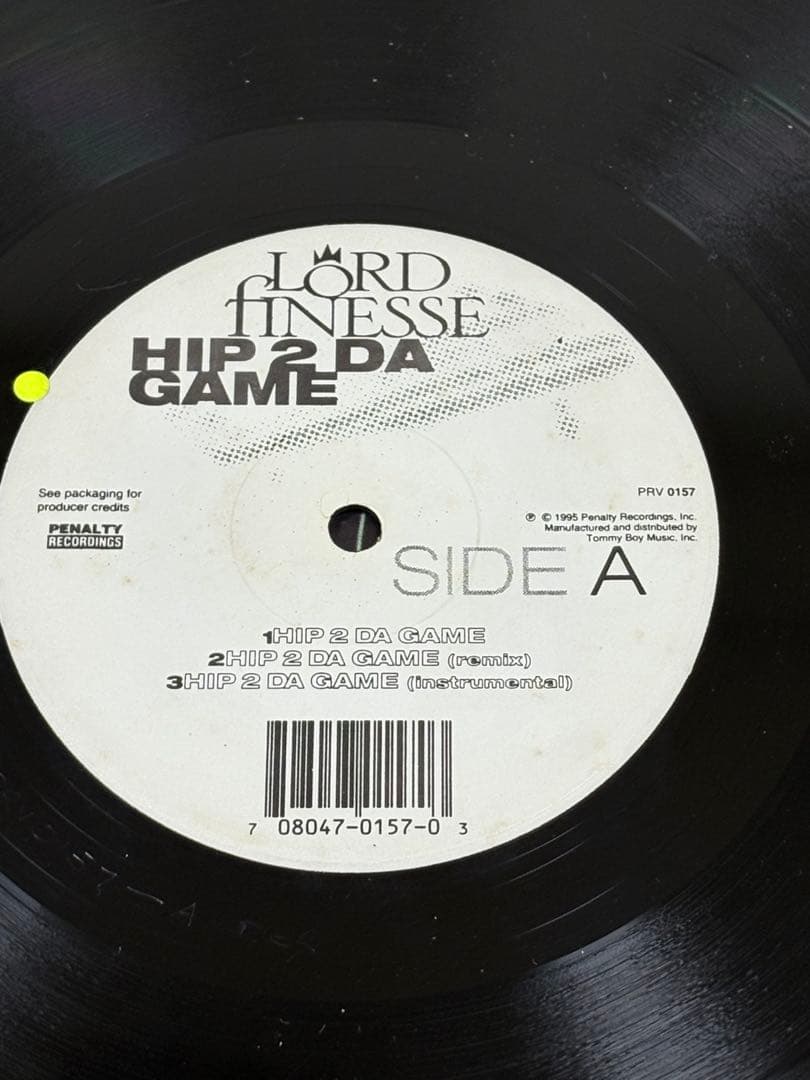 LORD
fINESSE
HIP 2 DA
GAME
See packaging for
producer credits
PENALTY
RECORDINGS
PRV 0157
℗ © 1995 Penalty Recordings, Inc.
Manufactured and distributed by
Tommy Boy Music, Inc.
SIDE A
1HIP 2 DA GAME
2HIP 2 DA GAME (remix)
3HIP 2 DA GAME (instrumental)
7 08047-0157-0 3